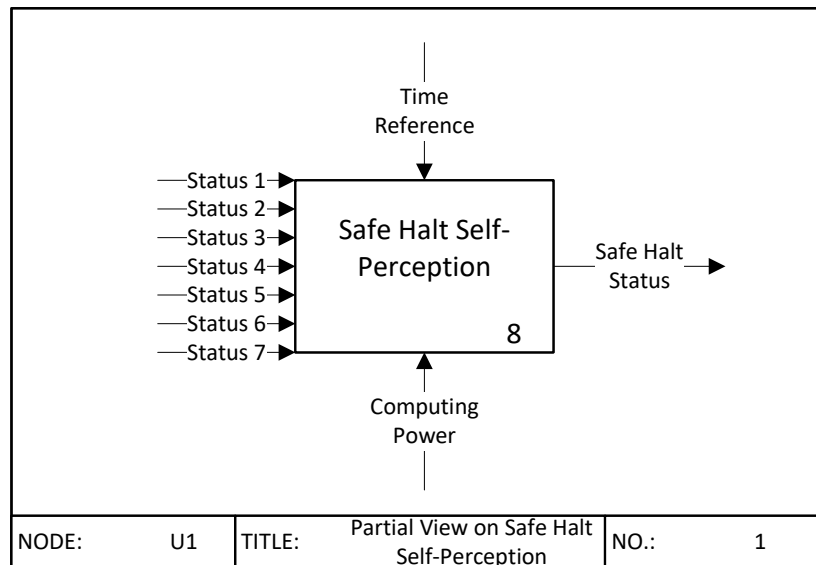 Time
Reference
Status 1
Status 2
Status 3
Status 4
Status 5
Status 6
Status 7
Safe Halt Self-
Perception
8
Safe Halt
Status
Computing
Power
NODE: U1 TITLE: Partial View on Safe Halt
Self-Perception NO.: 1